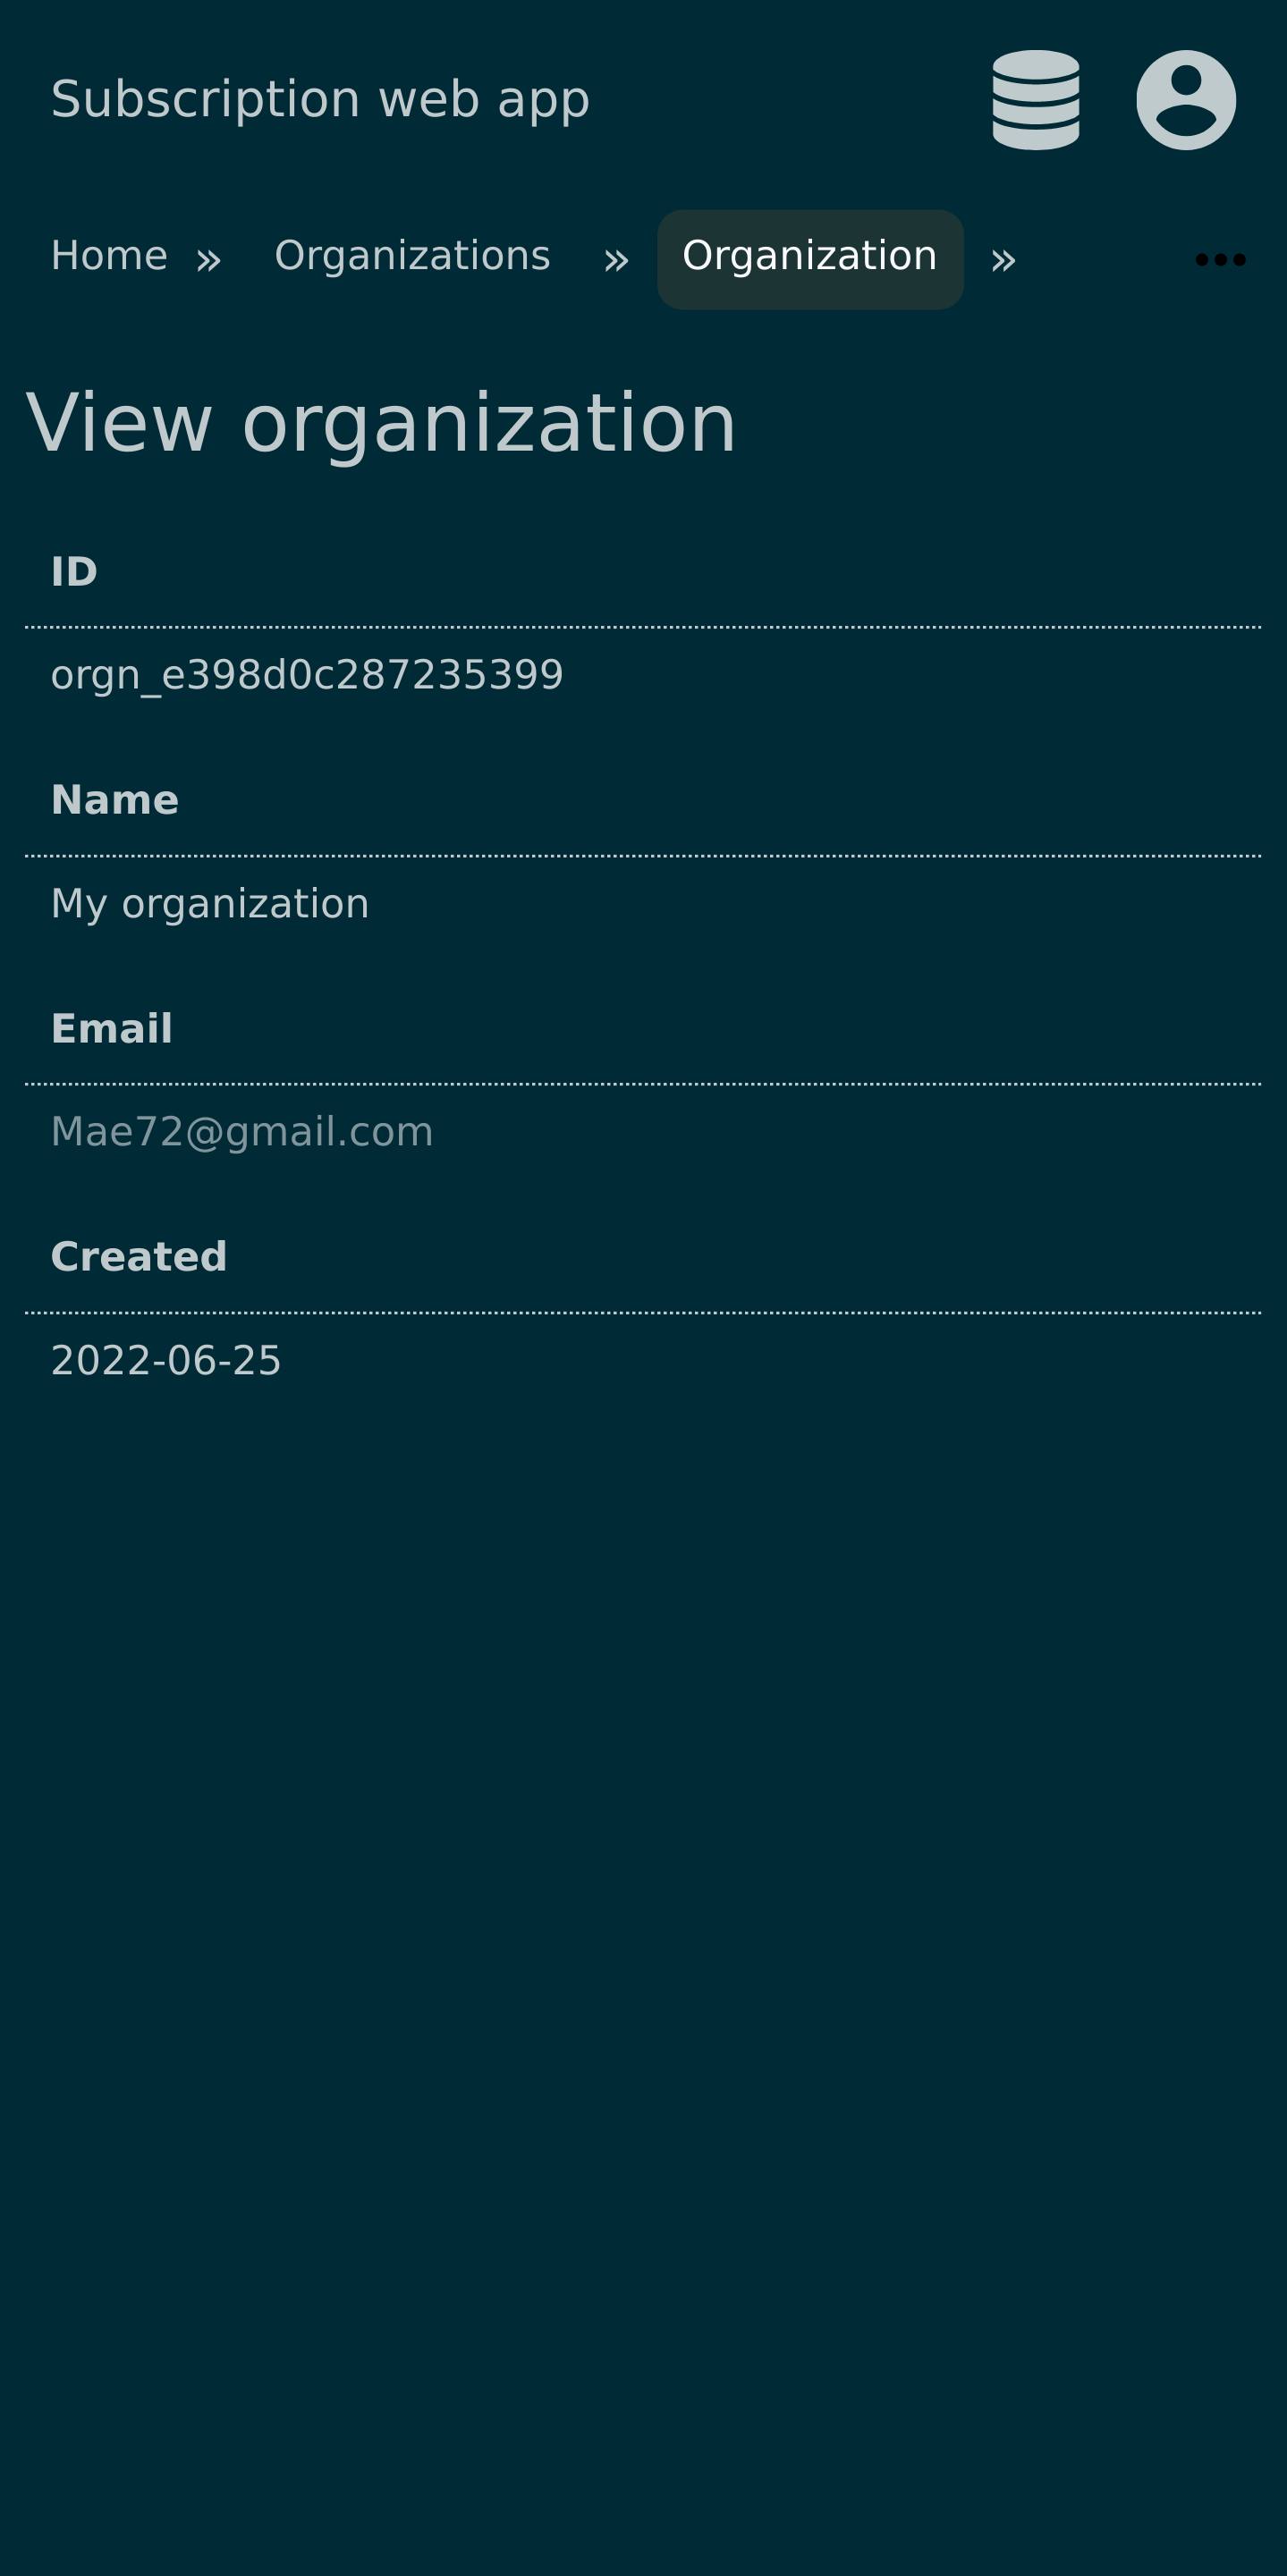 Subscription web app
Home » Organizations » Organization »
View organization
ID
orgn_e398d0c287235399
Name
My organization
Email
Mae72@gmail.com
Created
2022-06-25